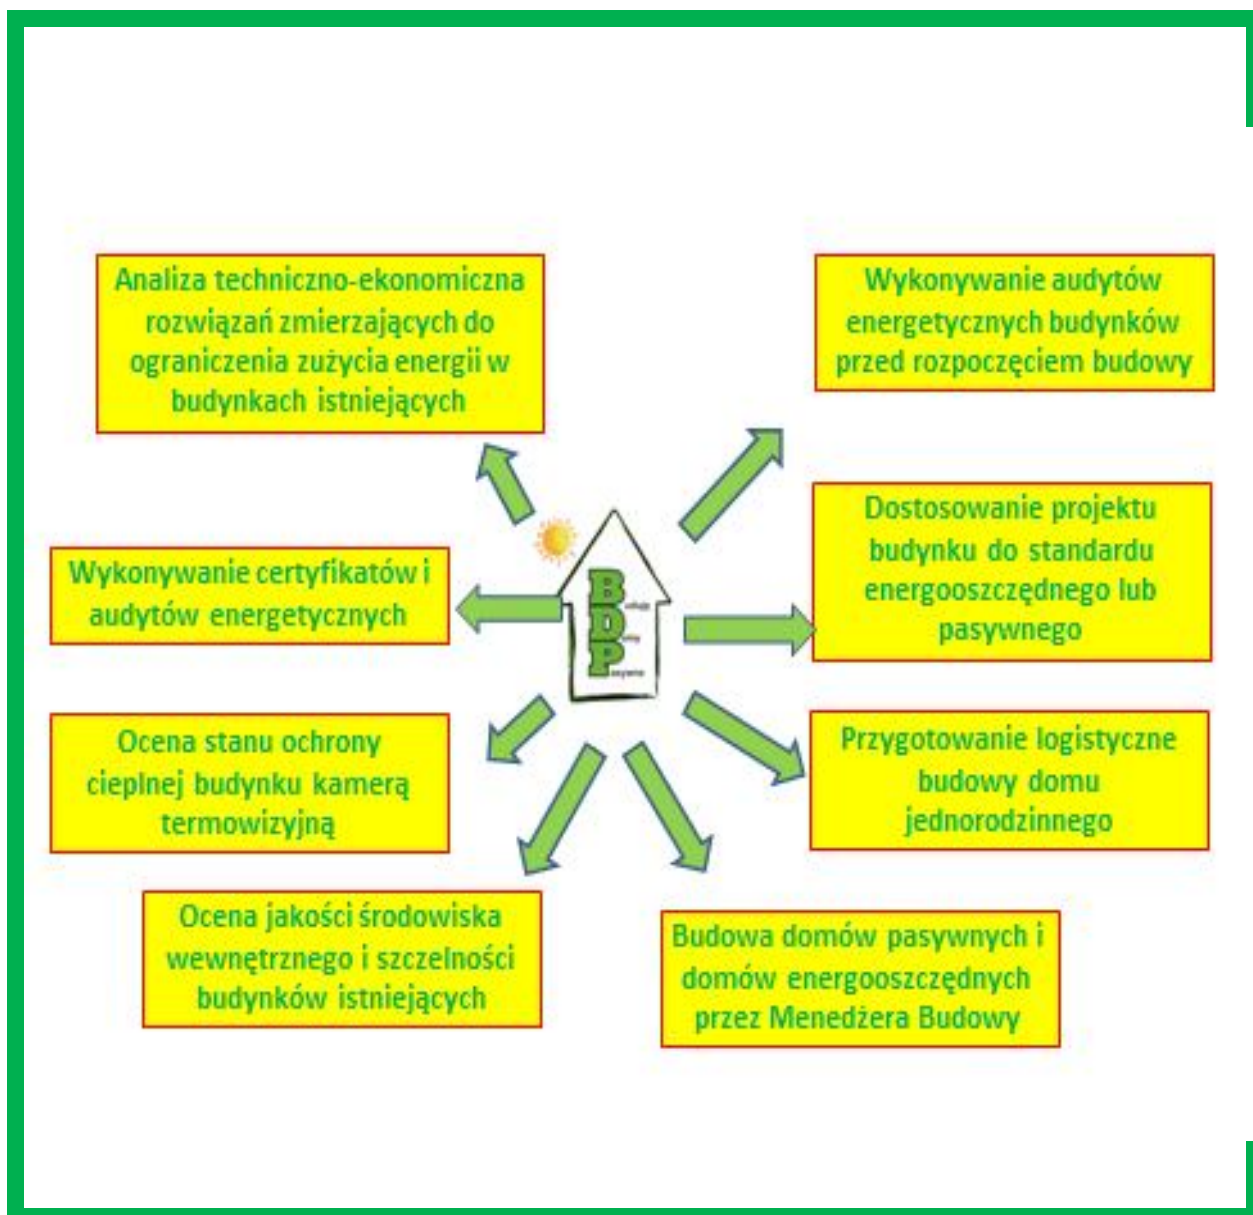 Analiza techniczno-ekonomiczna
rozwiązań zmierzających do
ograniczenia zużycia energii w
budynkach istniejących
Wykonywanie audytów
energetycznych budynków
przed rozpoczęciem budowy
Wykonywanie certyfikatów i
audytów energetycznych
Dostosowanie projektu
budynku do standardu
energooszczędnego lub
pasywnego
B
D
P
Ocena stanu ochrony
cieplnej budynku kamerą
termowizyjną
Przygotowanie logistyczne
budowy domu
jednorodzinnego
Ocena jakości środowiska
wewnętrznego i szczelności
budynków istniejących
Budowa domów pasywnych i
domów energooszczędnych
przez Menedżera Budowy